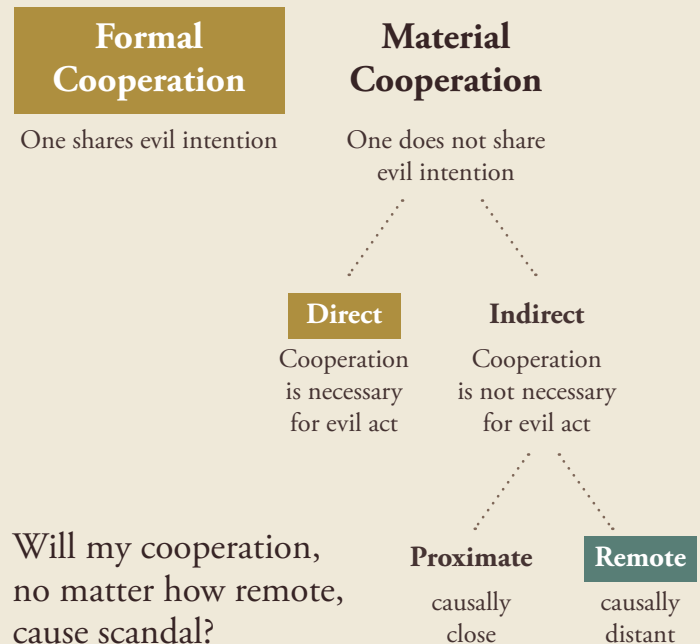 Formal
Cooperation
One shares evil intention
Material
Cooperation
One does not share
evil intention
Direct
Cooperation
is necessary
for evil act
Indirect
Cooperation
is not necessary
for evil act
Will my cooperation,
no matter how remote,
cause scandal?
Proximate
causally
close
Remote
causally
distant